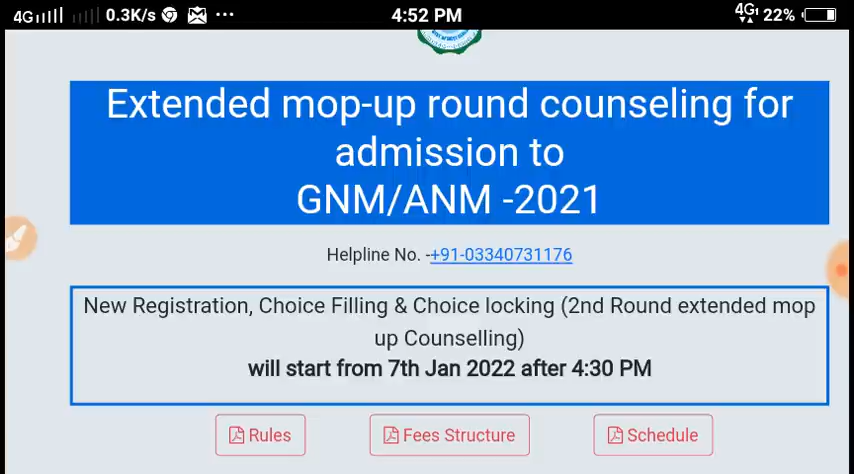 4G 0.3K/s 4:52 PM 4G 22%
Extended mop-up round counseling for
admission to
GNM/ANM -2021
Helpline No. -+91-03340731176
New Registration, Choice Filling & Choice locking (2nd Round extended mop
up Counselling)
will start from 7th Jan 2022 after 4:30 PM
Rules Fees Structure Schedule